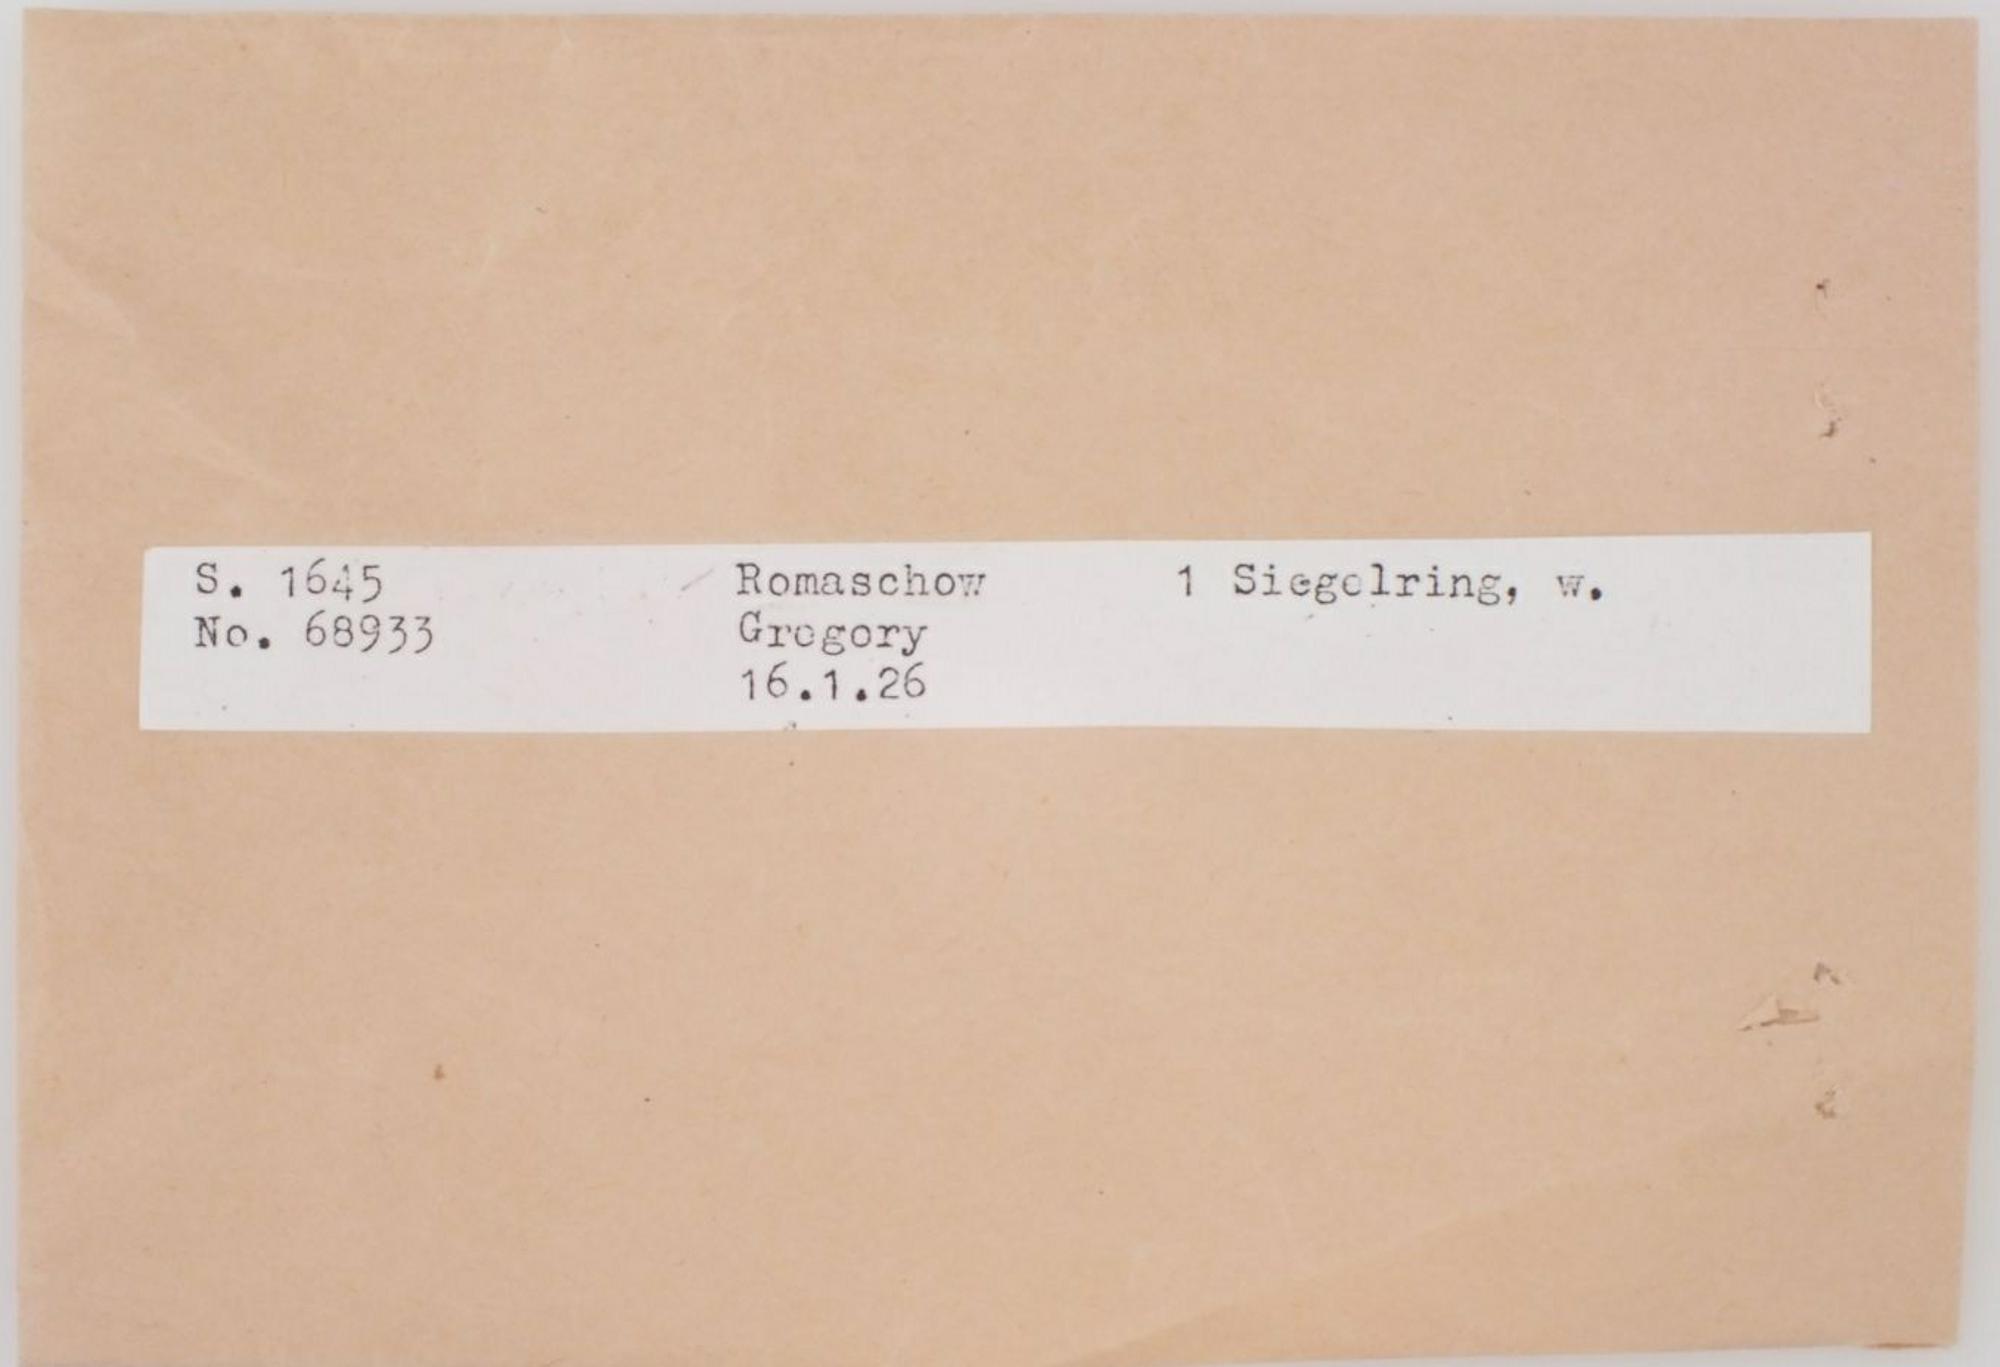 S. 1645 Romaschow 1 Siegelring, w.
No. 68933 Gregory
16.1.26